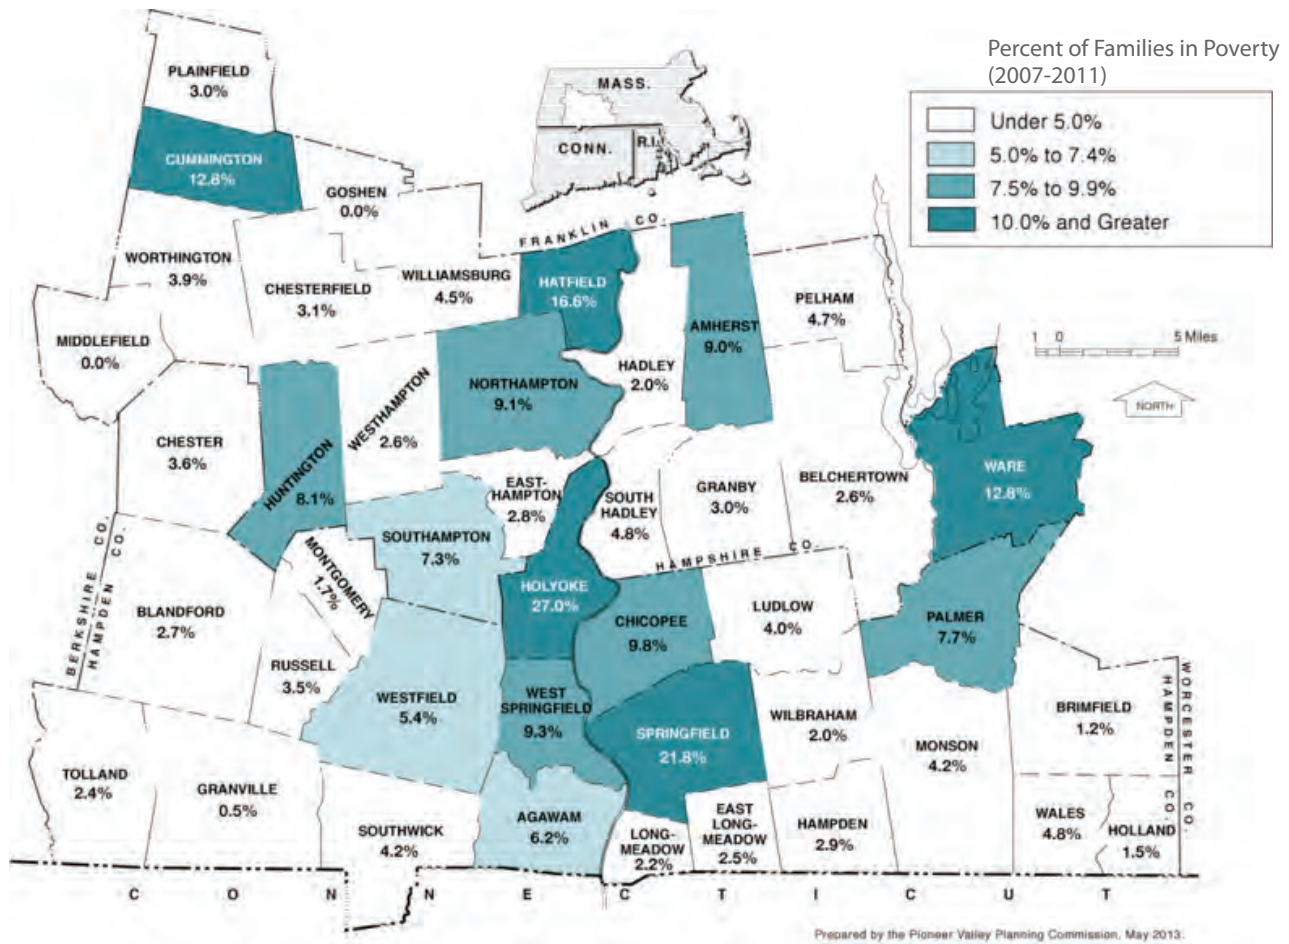 Percent of Families in Poverty
(2007-2011)
Under 5.0%
5.0% to 7.4%
7.5% to 9.9%
10.0% and Greater
MASS.
CONN.
R.I.
PLAINFIELD
3.0%
CUMMINGTON
12.8%
GOSHEN
0.0%
FRANKLIN CO.
WORTHINGTON
3.9%
CHESTERFIELD
3.1%
WILLIAMSBURG
4.5%
HATFIELD
16.6%
AMHERST
9.0%
PELHAM
4.7%
MIDDLEFIELD
0.0%
1 0 5 Miles
NORTH
HADLEY
2.0%
NORTHAMPTON
9.1%
WESTHAMPTON
2.6%
CHESTER
3.6%
HUNTINGTON
8.1%
EAST-
HAMPTON
2.8%
SOUTH
HADLEY
4.8%
GRANBY
3.0%
BELCHERTOWN
2.6%
WARE
12.8%
SOUTHAMPTON
7.3%
HAMPSHIRE CO.
MONTGOMERY
1.7%
HOLYOKE
27.0%
BERKSHIRE CO.
HAMPDEN CO.
BLANDFORD
2.7%
CHICOPEE
9.8%
LUDLOW
4.0%
PALMER
7.7%
RUSSELL
3.5%
WESTFIELD
5.4%
WEST
SPRINGFIELD
9.3%
SPRINGFIELD
21.8%
WILBRAHAM
2.0%
MONSON
4.2%
BRIMFIELD
1.2%
HAMPDEN CO.
WORCESTER CO.
TOLLAND
2.4%
GRANVILLE
0.5%
SOUTHWICK
4.2%
AGAWAM
6.2%
LONG-
MEADOW
2.2%
EAST
LONG-
MEADOW
2.5%
HAMPDEN
2.9%
WALES
4.8%
HOLLAND
1.5%
CONNECTICUT
Prepared by the Pioneer Valley Planning Commission, May 2013.